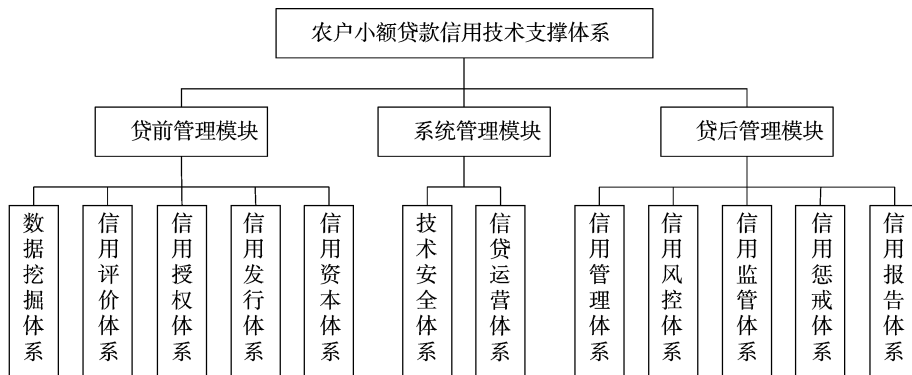 农户小额贷款信用技术支撑体系
贷前管理模块
系统管理模块
贷后管理模块
数据挖掘体系
信用评价体系
信用授权体系
信用发行体系
信用资本体系
技术安全体系
信贷运营体系
信用管理体系
信用风控体系
信用监管体系
信用惩戒体系
信用报告体系